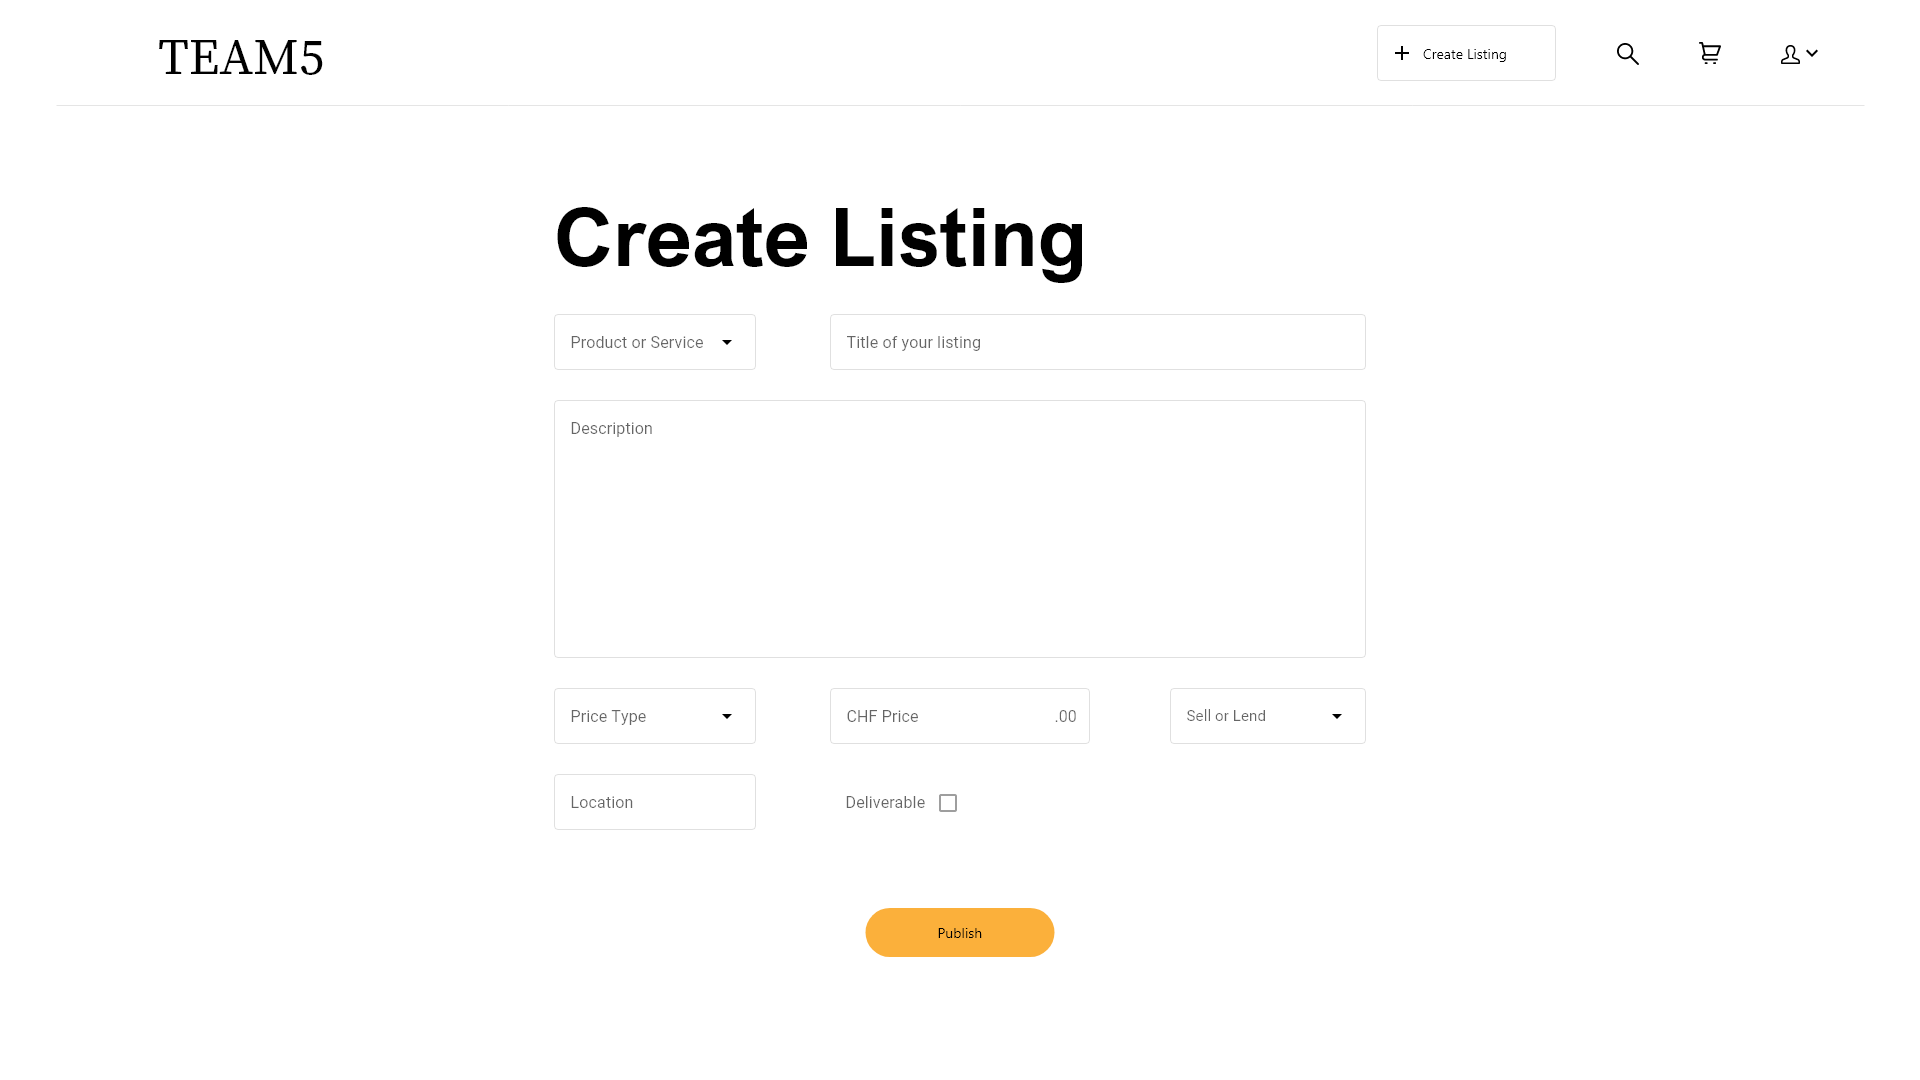 TEAM5
Create Listing
Create Listing
Product or Service
Title of your listing
Description
Price Type
CHF Price .00
Sell or Lend
Location
Deliverable
Publish